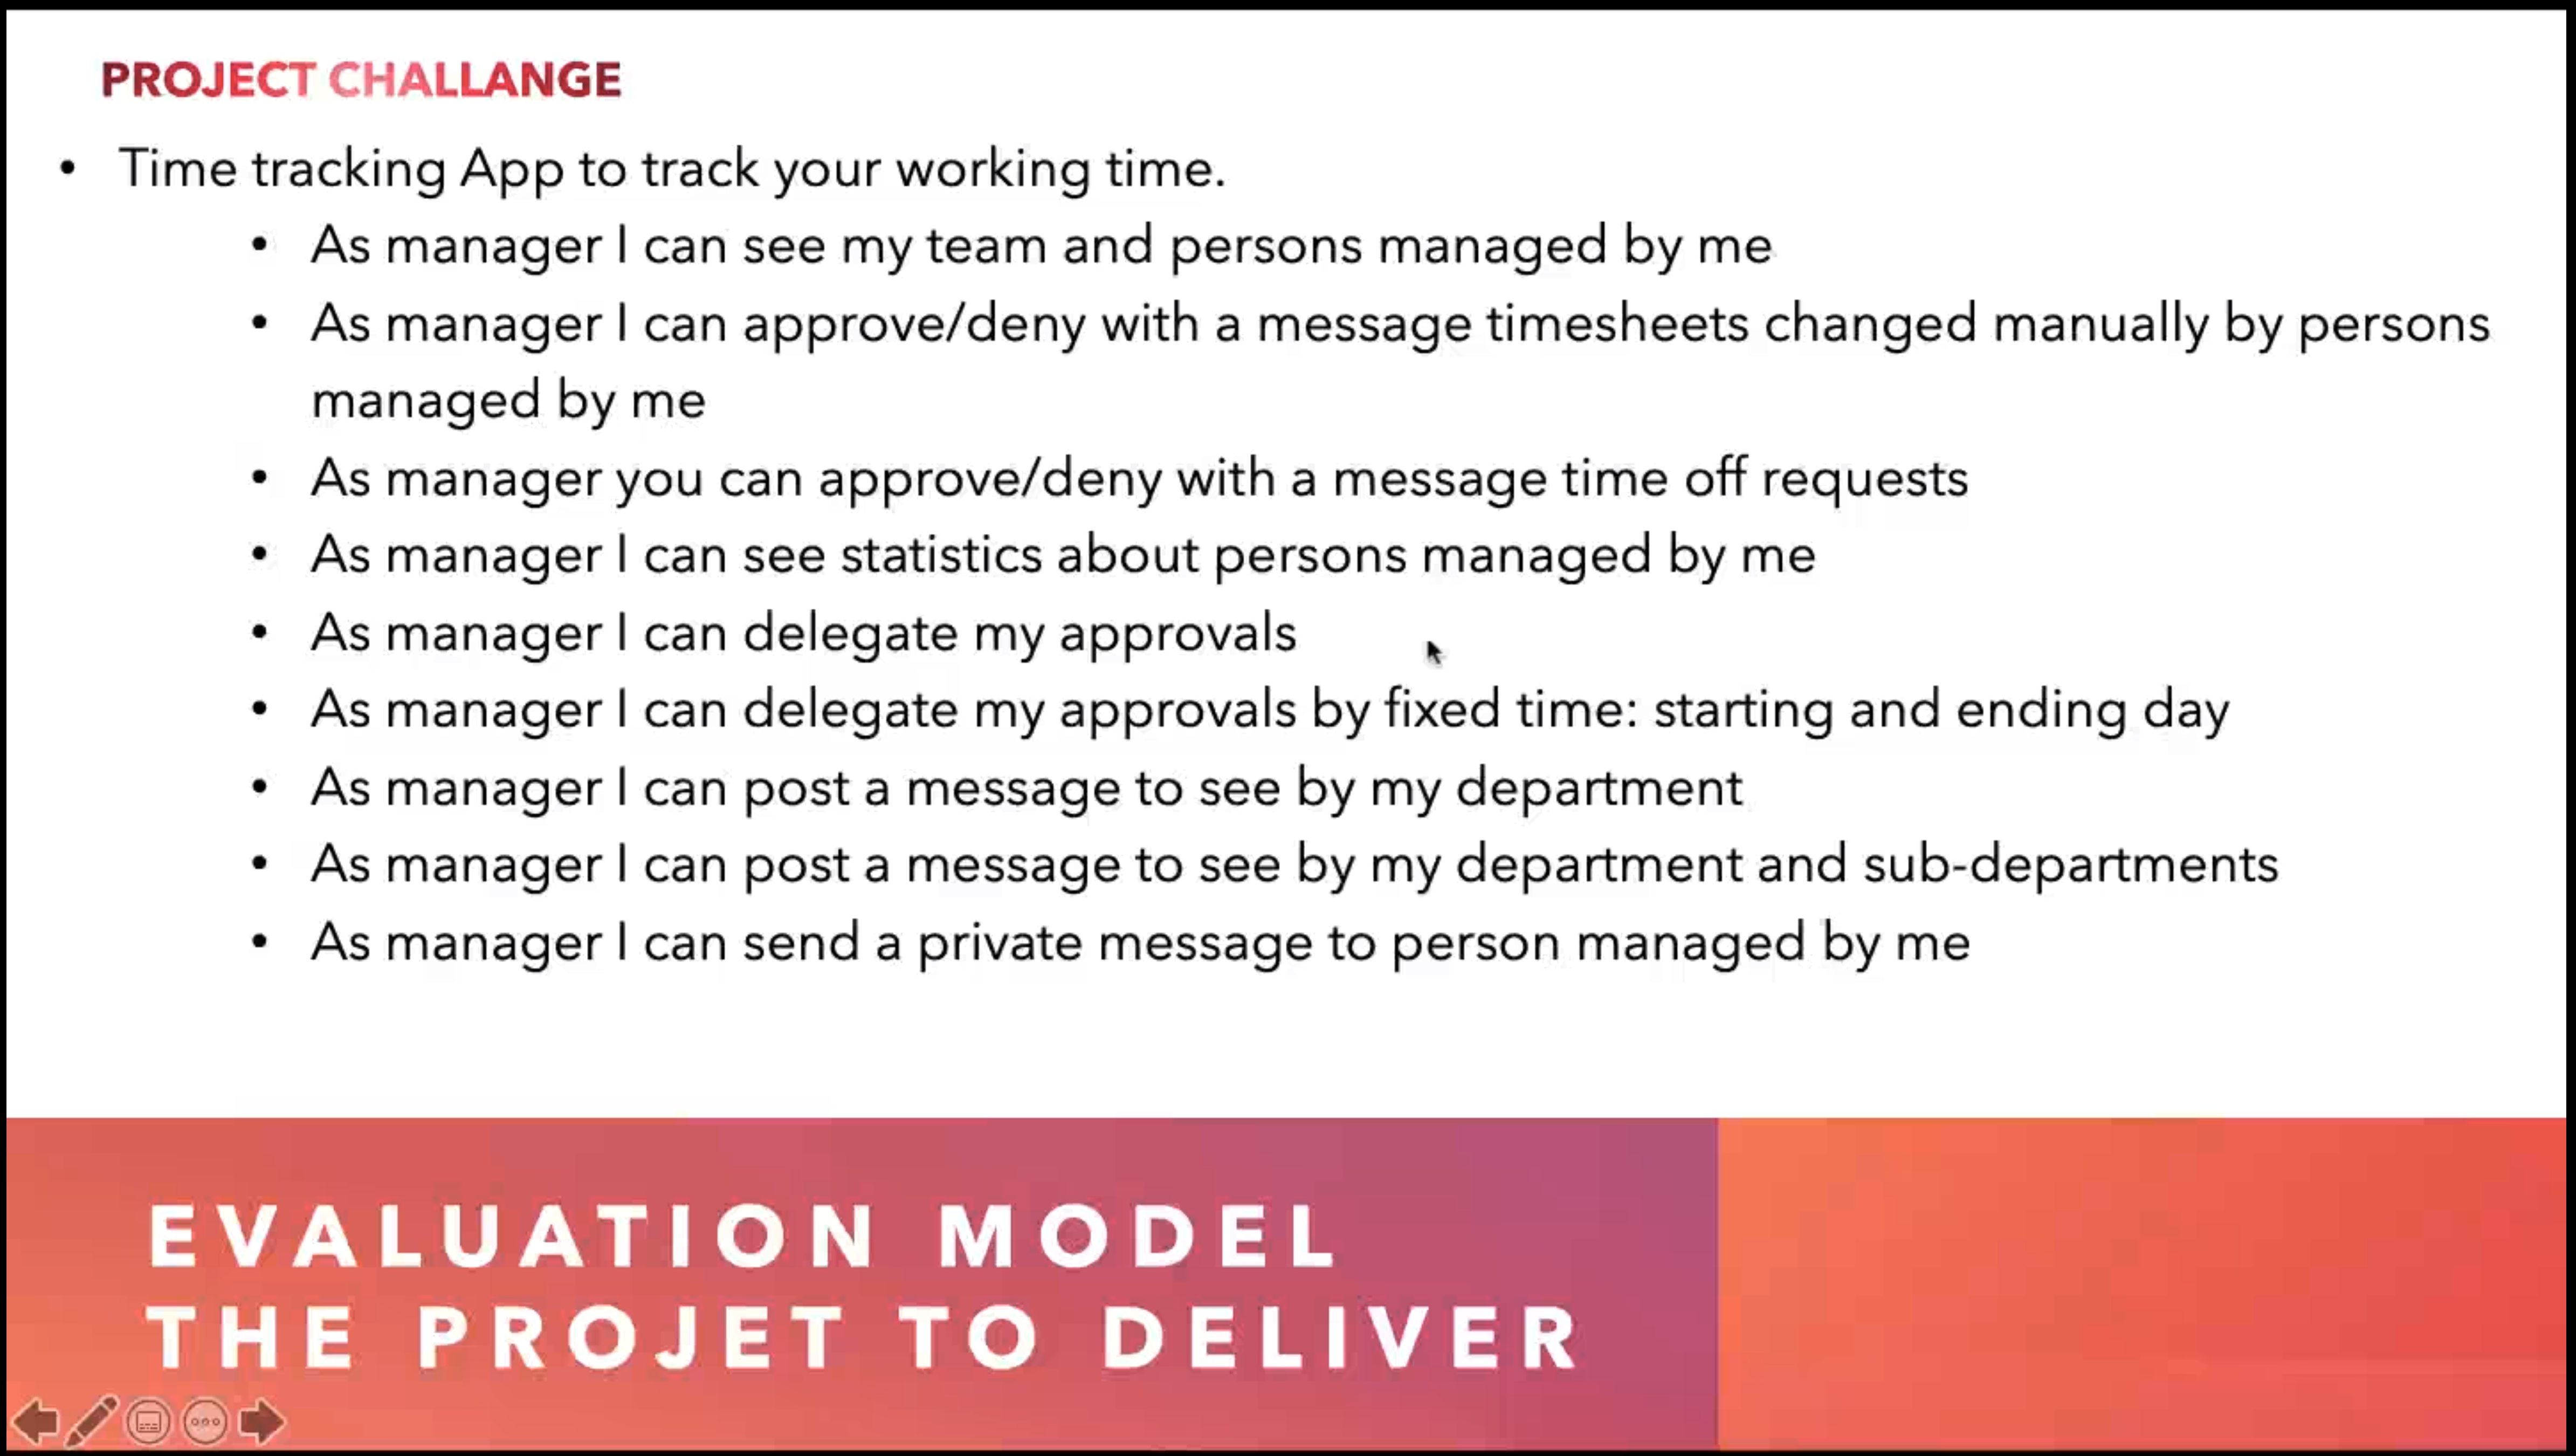 PROJECT CHALLANGE
• Time tracking App to track your working time.
• As manager I can see my team and persons managed by me
• As manager I can approve/deny with a message timesheets changed manually by persons
managed by me
• As manager you can approve/deny with a message time off requests
• As manager I can see statistics about persons managed by me
• As manager I can delegate my approvals
• As manager I can delegate my approvals by fixed time: starting and ending day
• As manager I can post a message to see by my department
• As manager I can post a message to see by my department and sub-departments
• As manager I can send a private message to person managed by me
EVALUATION MODEL
THE PROJET TO DELIVER